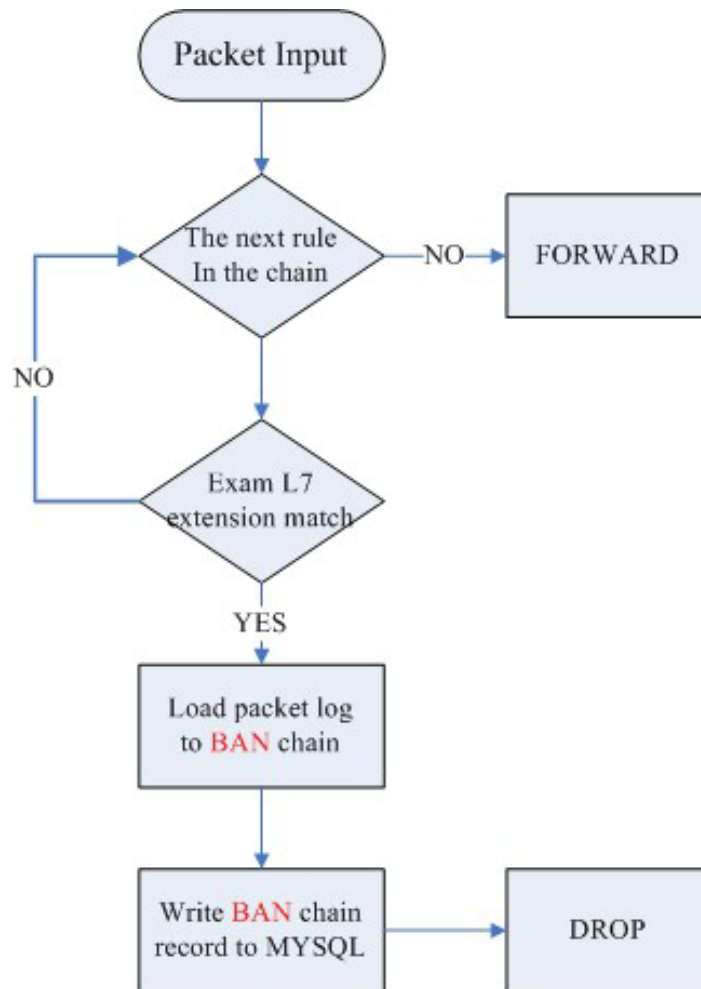 Packet Input
The next rule
In the chain
NO
FORWARD
NO
Exam L7
extension match
YES
Load packet log
to BAN chain
Write BAN chain
record to MYSQL
DROP